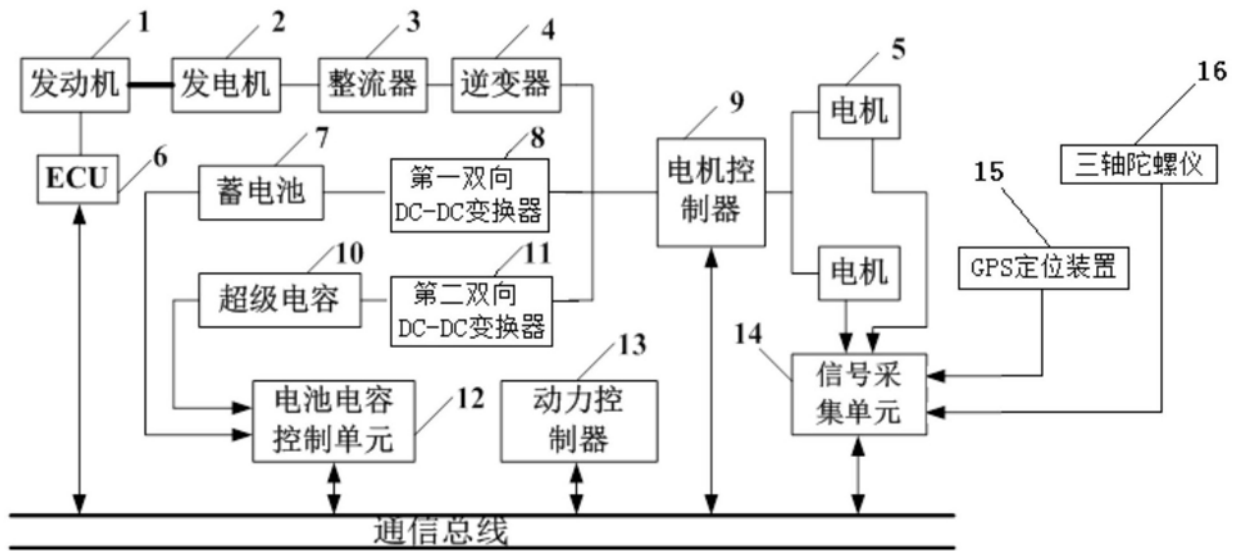 1
2
3
4
5
16
发动机
发电机
整流器
逆变器
电机
9
三轴陀螺仪
6
7
8
ECU
蓄电池
第一双向
DC-DC变换器
电机控
制器
15
10
11
电机
GPS定位装置
超级电容
第二双向
DC-DC变换器
13
14
电池电容
控制单元
12
动力控
制器
信号采
集单元
通信总线